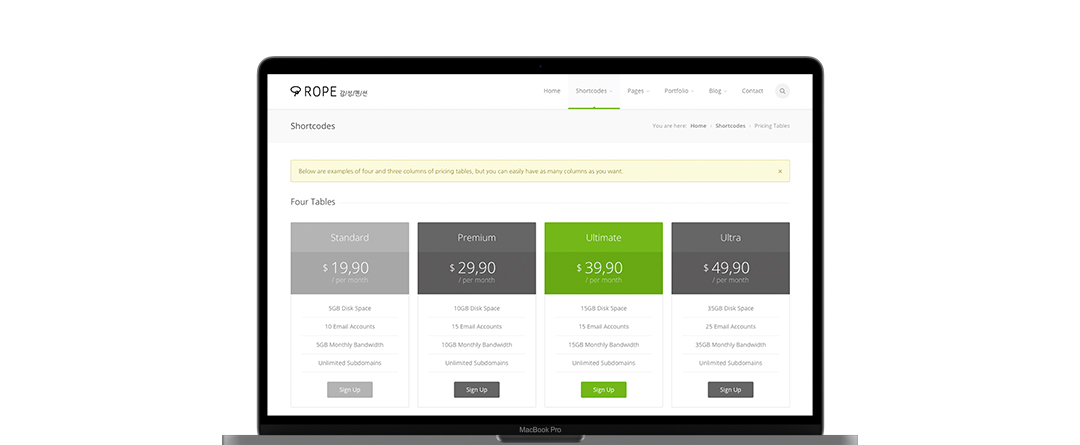 ROPE 감/성/맨/션
Home Shortcodes Pages Portfolio Blog Contact
Shortcodes
You are here: Home Shortcodes Pricing Tables
Below are examples of four and three columns of pricing tables, but you can easily have as many columns as you want. ×
Four Tables
Standard Premium Ultimate Ultra
$ 19,90 $ 29,90 $ 39,90 $ 49,90
/ per month / per month / per month / per month
5GB Disk Space 10GB Disk Space 15GB Disk Space 35GB Disk Space
10 Email Accounts 15 Email Accounts 15 Email Accounts 25 Email Accounts
5GB Monthly Bandwidth 10GB Monthly Bandwidth 15GB Monthly Bandwidth 35GB Monthly Bandwidth
Unlimited Subdomains Unlimited Subdomains Unlimited Subdomains Unlimited Subdomains
Sign Up Sign Up Sign Up Sign Up
MacBook Pro